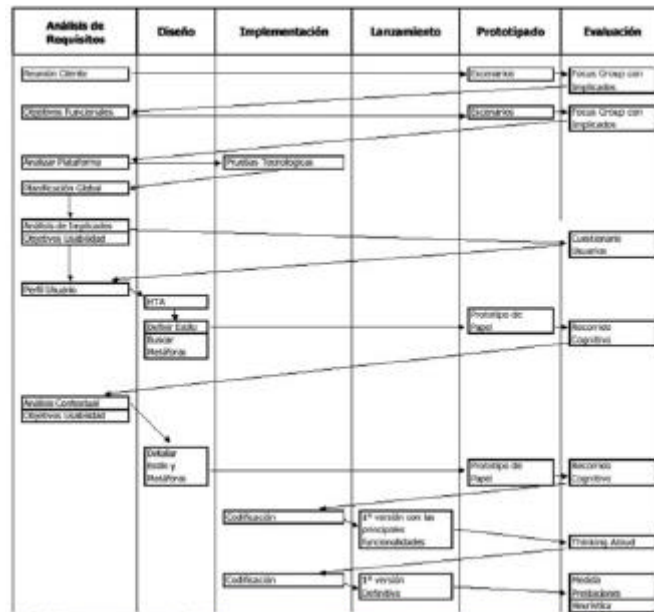 Análisis de
Requisitos
Diseño
Implementación
Lanzamiento
Prototipado
Evaluación
Reunión Cliente
Escenarios
Focus Group con
Implicados
Objetivos Funcionales
Escenarios
Focus Group con
Implicados
Analizar Plataforma
Pruebas Tecnológicas
Planificación Global
Análisis de Implicados
Objetivos Usabilidad
Cuestionario
Usuarios
Perfil Usuario
HTA
Definir Estilo
Buscar
Metáforas
Prototipo de
Papel
Recorrido
Cognitivo
Análisis Contextual
Objetivos Usabilidad
Detallar
Estilo y
Metáforas
Prototipo de
Papel
Recorrido
Cognitivo
Codificación
1ª versión con las
principales
funcionalidades
Thinking Aloud
Codificación
1ª versión
Definitiva
Medida
Prestaciones
Heurística